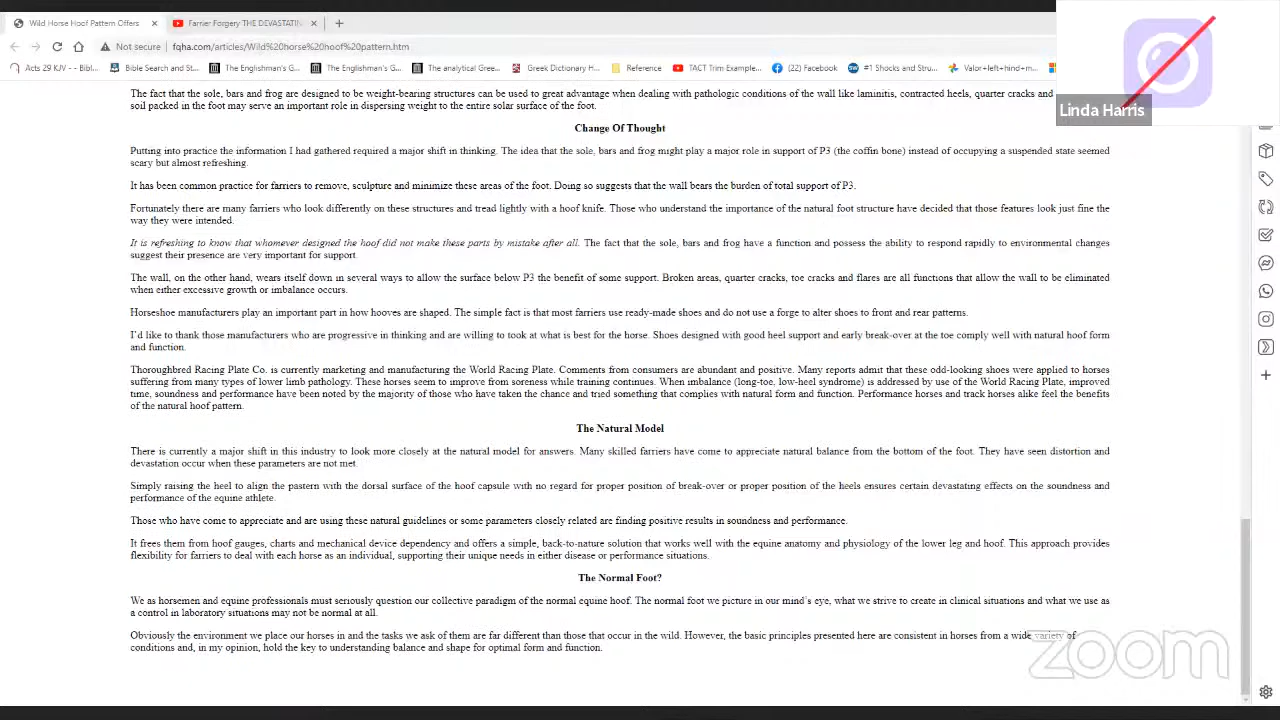 Wild Horse Hoof Pattern Offers
Farrier Forgery THE DEVASTATIN
Not secure
fqha.com/articles/Wild%20horse%20hoof%20pattern.htm
Acts 29 KJV -- Bibl...
Bible Search and St...
The Englishman's G...
The Englishman's G...
The analytical Gree...
Greek Dictionary H...
Reference
TACT Trim Example...
(22) Facebook
#1 Shocks and Stru...
Valor+left+hind+m...
Linda Harris
The fact that the sole, bars and frog are designed to be weight-bearing structures can be used to great advantage when dealing with pathologic conditions of the wall like laminitis, contracted heels, quarter cracks and
soil packed in the foot may serve an important role in dispersing weight to the entire solar surface of the foot.
Change Of Thought
Putting into practice the information I had gathered required a major shift in thinking. The idea that the sole, bars and frog might play a major role in support of P3 (the coffin bone) instead of occupying a suspended state seemed
scary but almost refreshing.
It has been common practice for farriers to remove, sculpture and minimize these areas of the foot. Doing so suggests that the wall bears the burden of total support of P3.
Fortunately there are many farriers who look differently on these structures and tread lightly with a hoof knife. Those who understand the importance of the natural foot structure have decided that those features look just fine the
way they were intended.
It is refreshing to know that whomever designed the hoof did not make these parts by mistake after all. The fact that the sole, bars and frog have a function and possess the ability to respond rapidly to environmental changes
suggest their presence are very important for support.
The wall, on the other hand, wears itself down in several ways to allow the surface below P3 the benefit of some support. Broken areas, quarter cracks, toe cracks and flares are all functions that allow the wall to be eliminated
when either excessive growth or imbalance occurs.
Horseshoe manufacturers play an important part in how hooves are shaped. The simple fact is that most farriers use ready-made shoes and do not use a forge to alter shoes to front and rear patterns.
I'd like to thank those manufacturers who are progressive in thinking and are willing to took at what is best for the horse. Shoes designed with good heel support and early break-over at the toe comply well with natural hoof form
and function.
Thoroughbred Racing Plate Co. is currently marketing and manufacturing the World Racing Plate. Comments from consumers are abundant and positive. Many reports admit that these odd-looking shoes were applied to horses
suffering from many types of lower limb pathology. These horses seem to improve from soreness while training continues. When imbalance (long-toe, low-heel syndrome) is addressed by use of the World Racing Plate, improved
time, soundness and performance have been noted by the majority of those who have taken the chance and tried something that complies with natural form and function. Performance horses and track horses alike feel the benefits
of the natural hoof pattern.
The Natural Model
There is currently a major shift in this industry to look more closely at the natural model for answers. Many skilled farriers have come to appreciate natural balance from the bottom of the foot. They have seen distortion and
devastation occur when these parameters are not met.
Simply raising the heel to align the pastern with the dorsal surface of the hoof capsule with no regard for proper position of break-over or proper position of the heels ensures certain devastating effects on the soundness and
performance of the equine athlete.
Those who have come to appreciate and are using these natural guidelines or some parameters closely related are finding positive results in soundness and performance.
It frees them from hoof gauges, charts and mechanical device dependency and offers a simple, back-to-nature solution that works well with the equine anatomy and physiology of the lower leg and hoof. This approach provides
flexibility for farriers to deal with each horse as an individual, supporting their unique needs in either disease or performance situations.
The Normal Foot?
We as horsemen and equine professionals must seriously question our collective paradigm of the normal equine hoof. The normal foot we picture in our mind's eye, what we strive to create in clinical situations and what we use as
a control in laboratory situations may not be normal at all.
Obviously the environment we place our horses in and the tasks we ask of them are far different than those that occur in the wild. However, the basic principles presented here are consistent in horses from a wide variety of
conditions and, in my opinion, hold the key to understanding balance and shape for optimal form and function.
zoom